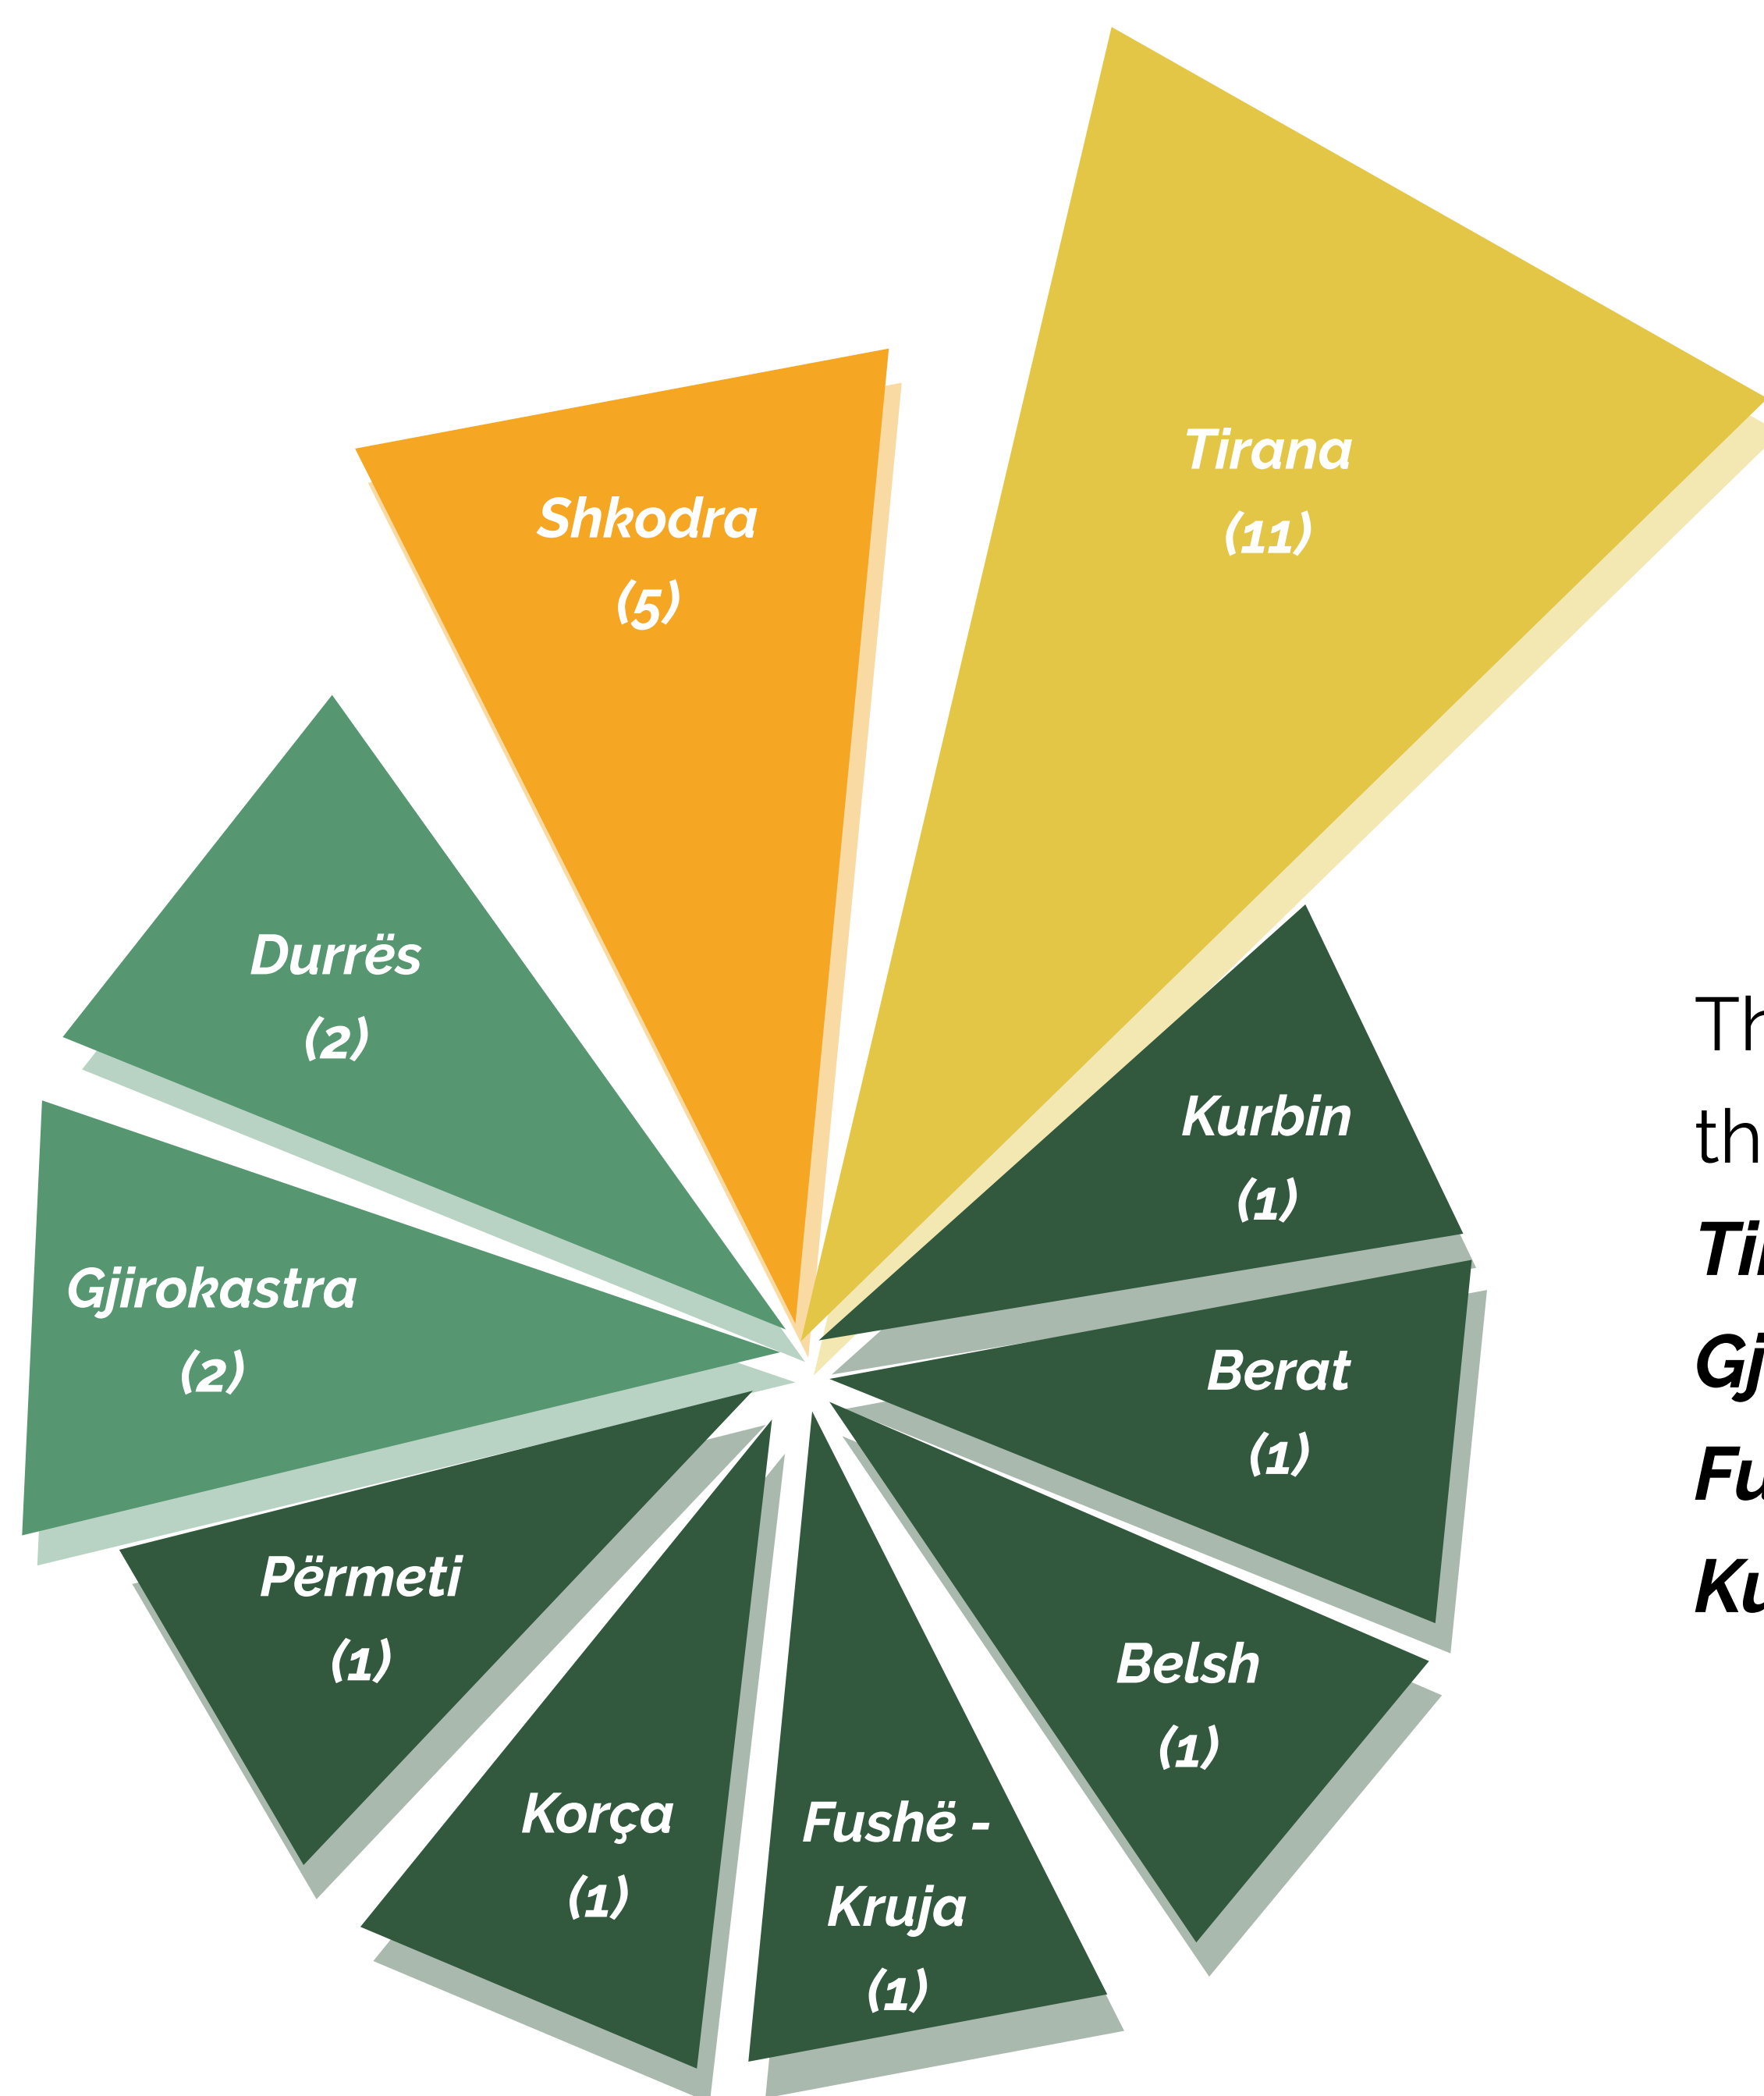 Tirana
(11)
Shkodra
(5)
Durrës
(2)
Gjirokastra
(2)
Përmeti
(1)
Korça
(1)
Fushë -
Kruja
(1)
Belsh
(1)
Berat
(1)
Kurbin
(1)